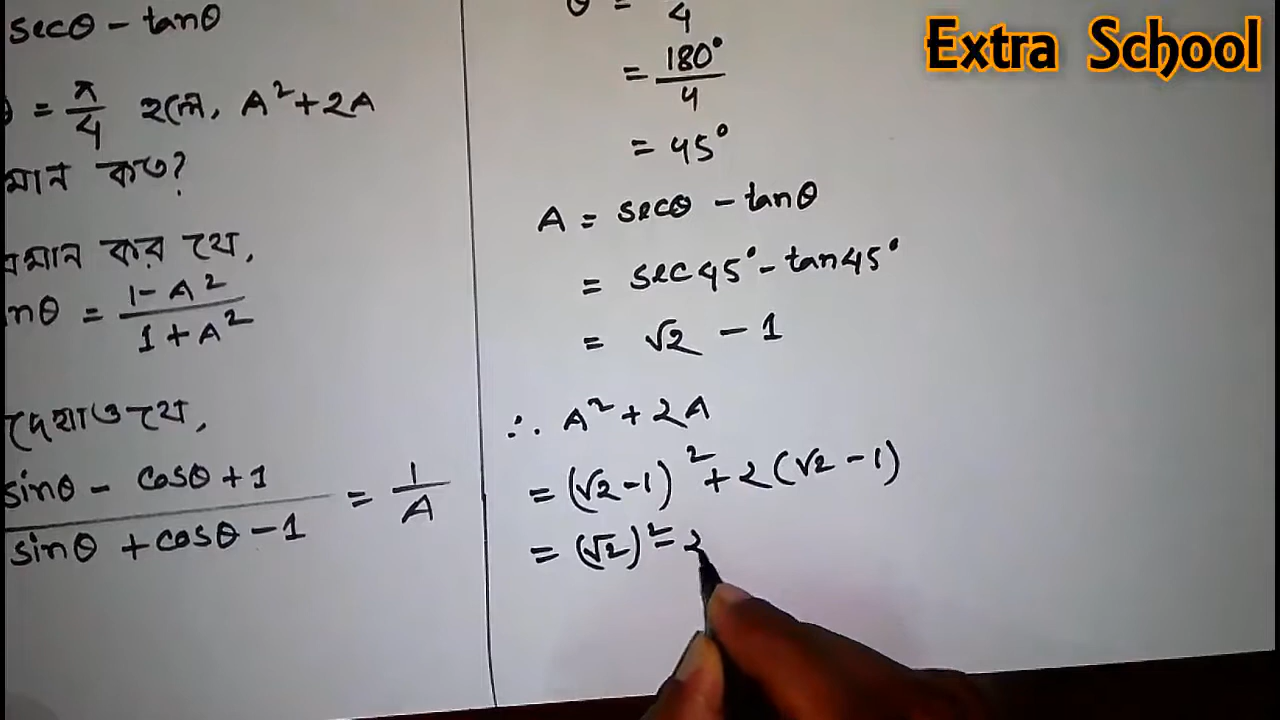 secθ - tanθ
= π/4 হলে, A²+2A
মান কত?
প্রমান কর যে,
nθ = (1-A²)/(1+A²)
দেখাও যে,
(sinθ - cosθ+1)/(sinθ +cosθ-1) = 1/A
θ = /4
= 180°/4
= 45°
A = secθ - tanθ
= sec45° - tan45°
= √2 - 1
∴ A²+2A
= (√2-1)²+2(√2-1)
= (√2)²- 2
Extra School